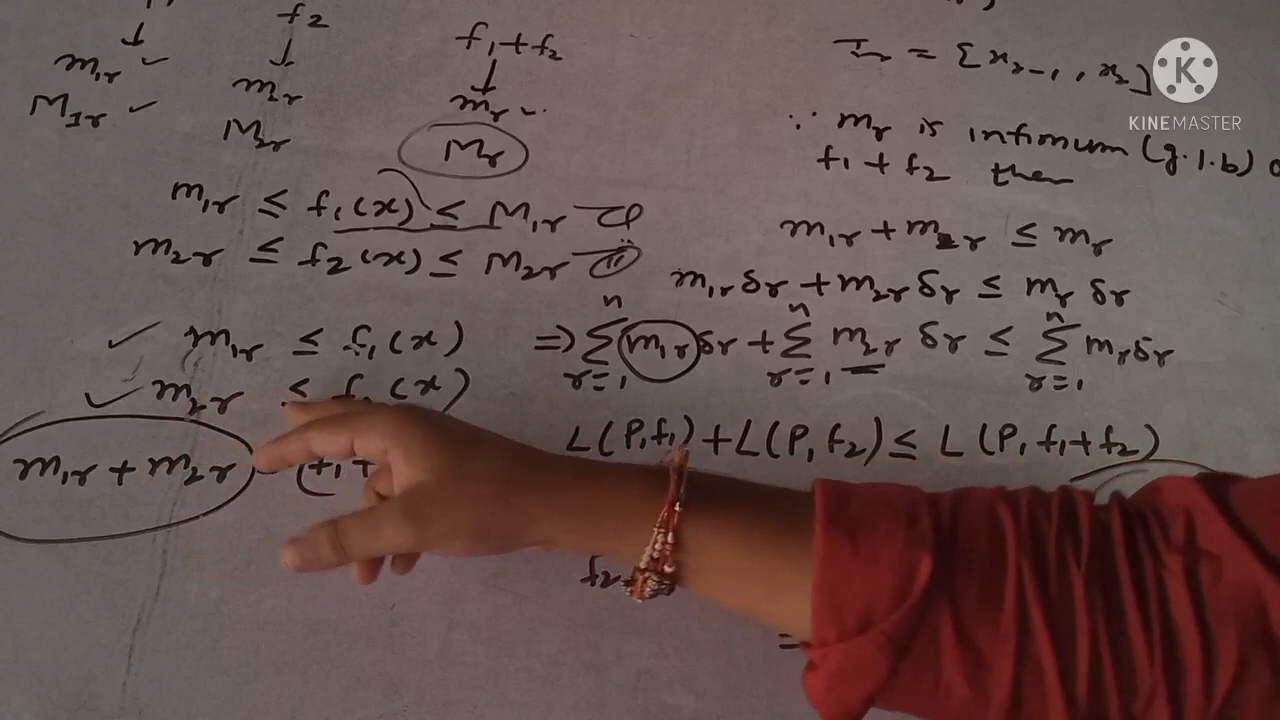 f2
f1+f2
m1r
m2r
mr
M1r
M2r
Mr
m1r ≤ f1(x) ≤ M1r
m2r ≤ f2(x) ≤ M2r
m1r ≤ f1(x)
m2r ≤
m1r + m2r
Ir = [xr-1, xr]
KINEMASTER
∵ mr is infimum (g.l.b)
f1 + f2 then
m1r + m2r ≤ mr
m1r δr + m2r δr ≤ mr δr
⇒ Σ m1r δr + Σ m2r δr ≤ Σ mr δr
r=1 r=1 r=1
L(P, f1) + L(P, f2) ≤ L(P, f1+f2)